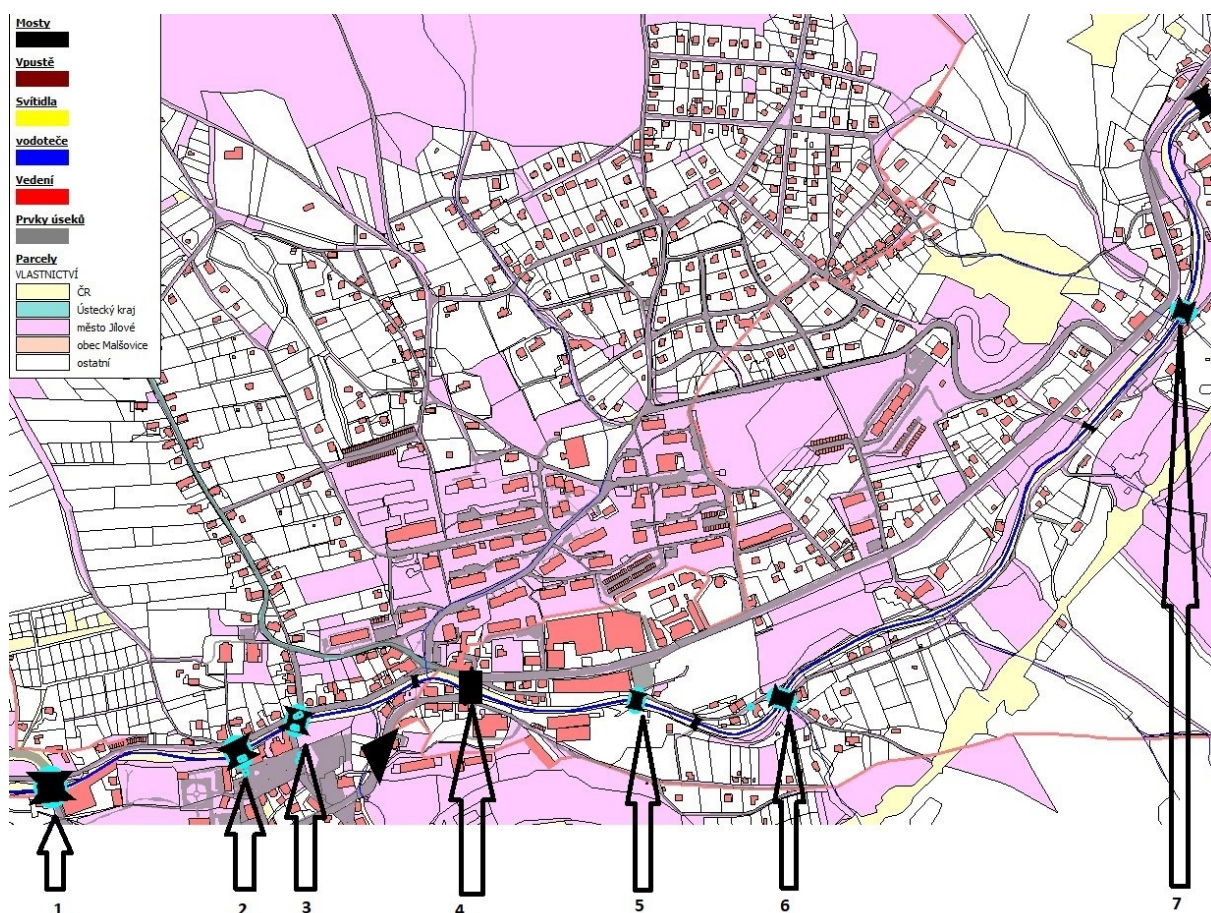 Mosty
Vpustě
Svítidla
vodoteče
Vedení
Prvky úseků
Parcely
VLASTNICTVÍ
ČR
Ústecký kraj
město Jílové
obec Malšovice
ostatní
1 2 3 4 5 6 7